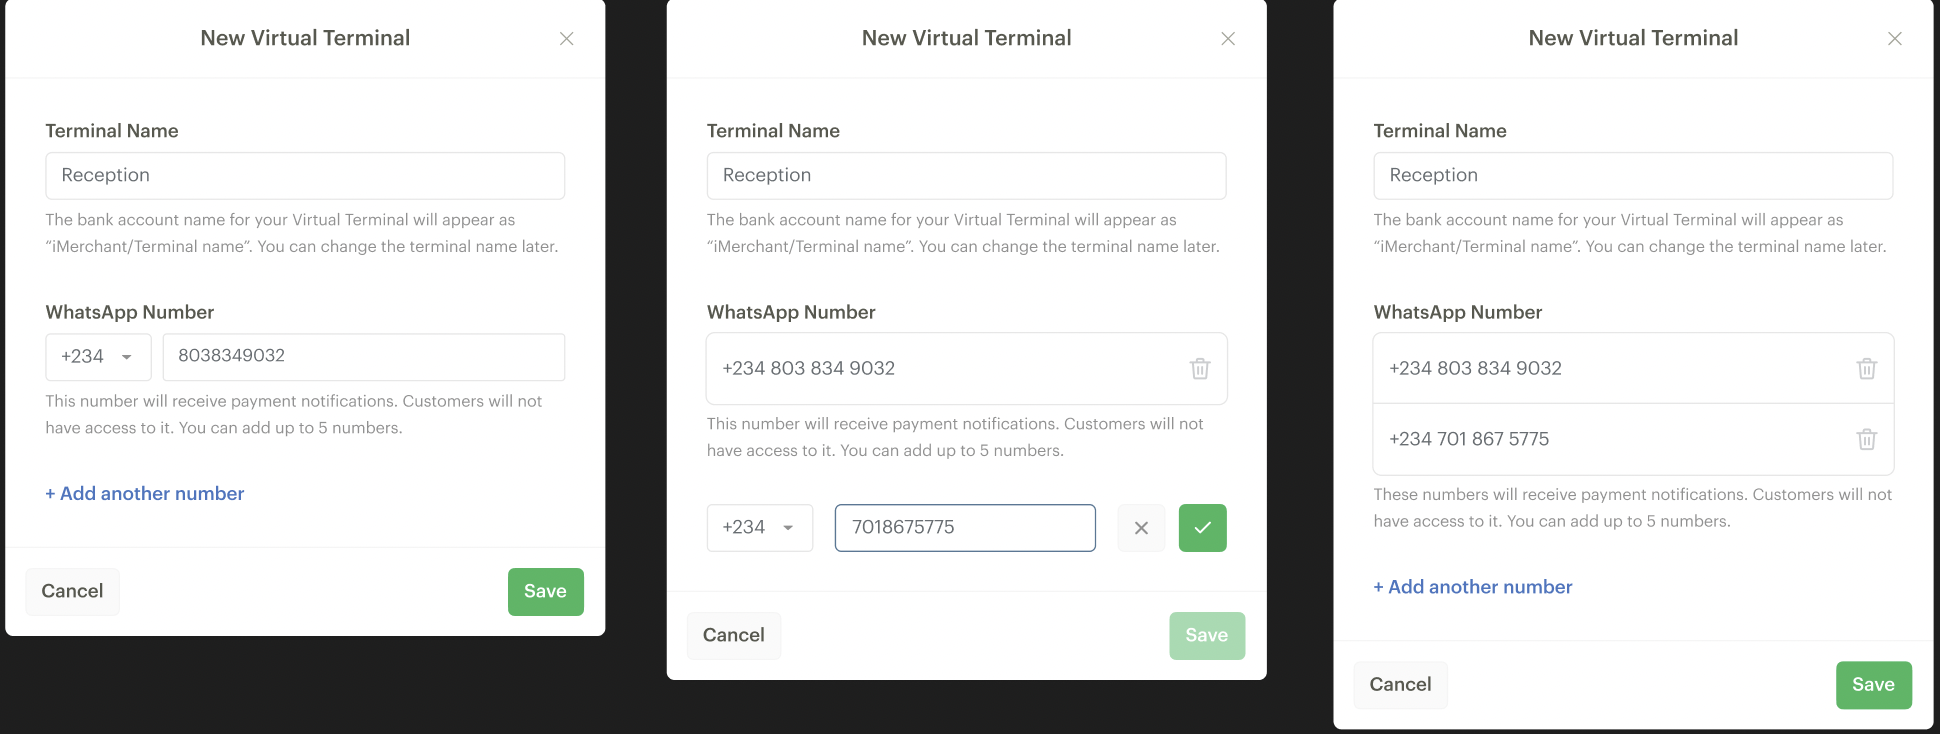 New Virtual Terminal
Terminal Name
Reception
The bank account name for your Virtual Terminal will appear as
“iMerchant/Terminal name”. You can change the terminal name later.
WhatsApp Number
+234
8038349032
This number will receive payment notifications. Customers will not
have access to it. You can add up to 5 numbers.
+ Add another number
Cancel
Save
New Virtual Terminal
Terminal Name
Reception
The bank account name for your Virtual Terminal will appear as
“iMerchant/Terminal name”. You can change the terminal name later.
WhatsApp Number
+234 803 834 9032
This number will receive payment notifications. Customers will not
have access to it. You can add up to 5 numbers.
+234
7018675775
Cancel
Save
New Virtual Terminal
Terminal Name
Reception
The bank account name for your Virtual Terminal will appear as
“iMerchant/Terminal name”. You can change the terminal name later.
WhatsApp Number
+234 803 834 9032
+234 701 867 5775
These numbers will receive payment notifications. Customers will not
have access to it. You can add up to 5 numbers.
+ Add another number
Cancel
Save